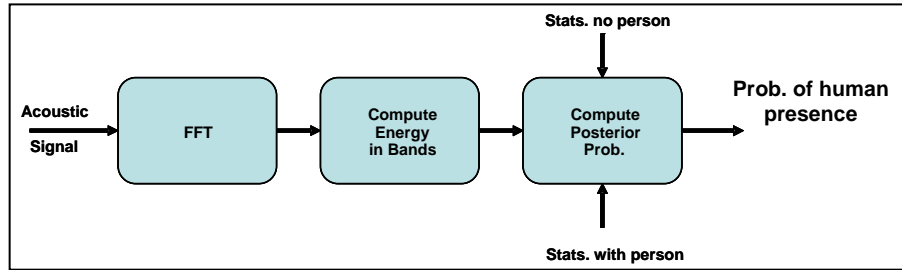 Stats. no person
Prob. of human
presence
Acoustic
Signal
FFT
Compute
Energy
in Bands
Compute
Posterior
Prob.
Stats. with person